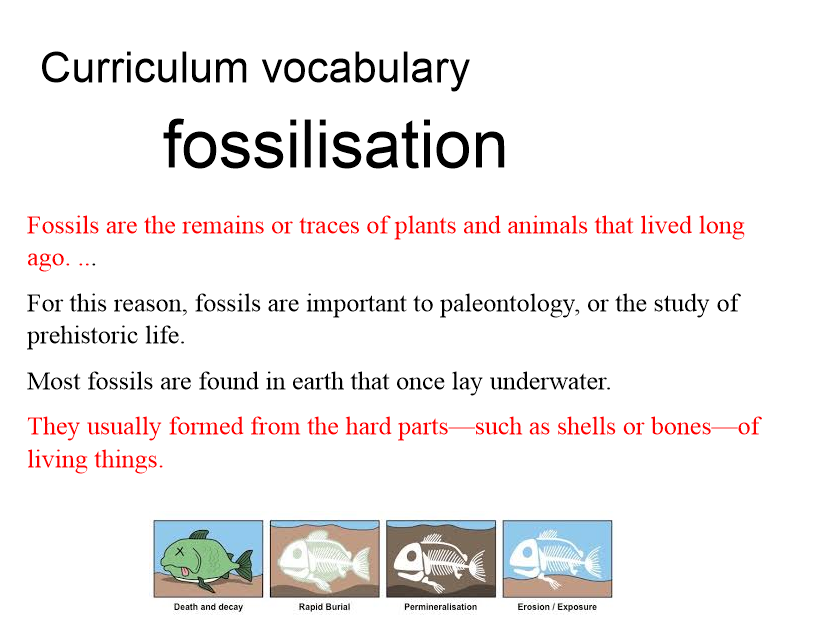 Curriculum vocabulary
fossilisation
Fossils are the remains or traces of plants and animals that lived long
ago. ...
For this reason, fossils are important to paleontology, or the study of
prehistoric life.
Most fossils are found in earth that once lay underwater.
They usually formed from the hard parts—such as shells or bones—of
living things.
Death and decay
Rapid Burial
Permineralisation
Erosion / Exposure